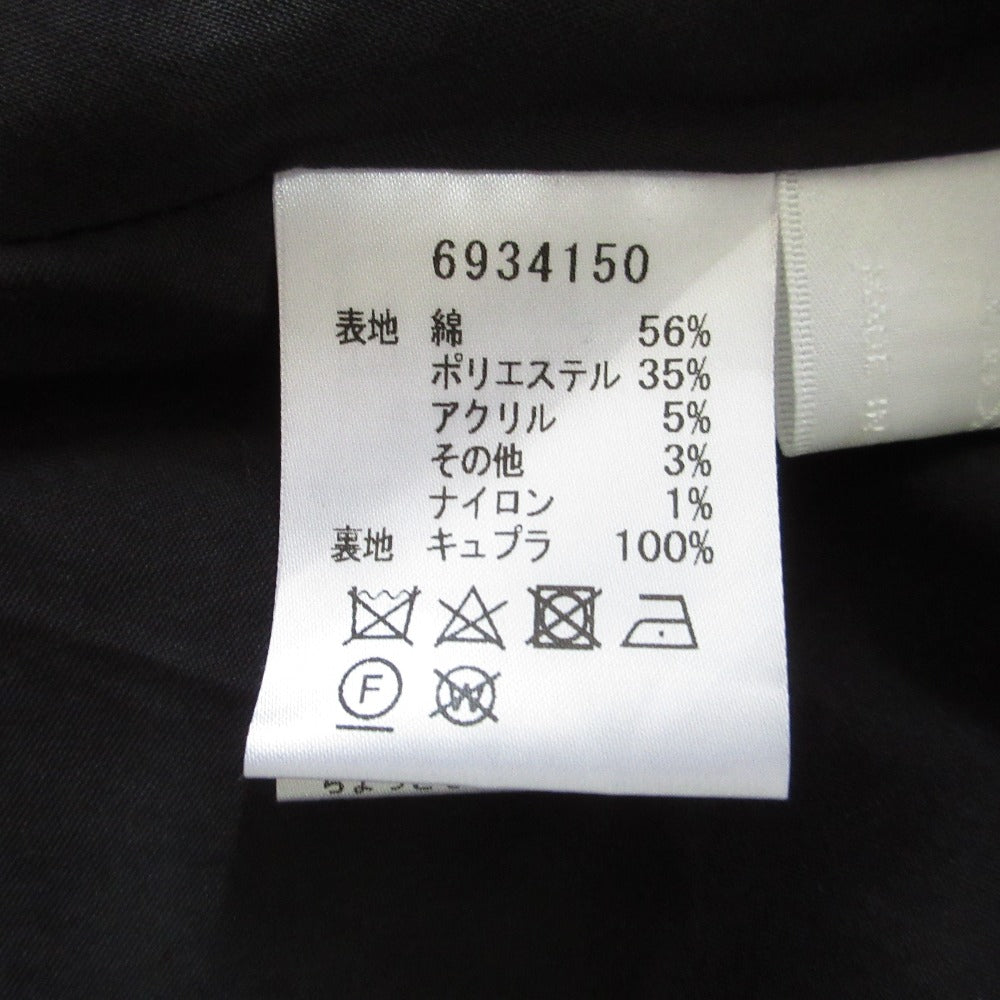 6934150
表地 綿 56%
ポリエステル 35%
アクリル 5%
その他 3%
ナイロン 1%
裏地 キュプラ 100%
F W